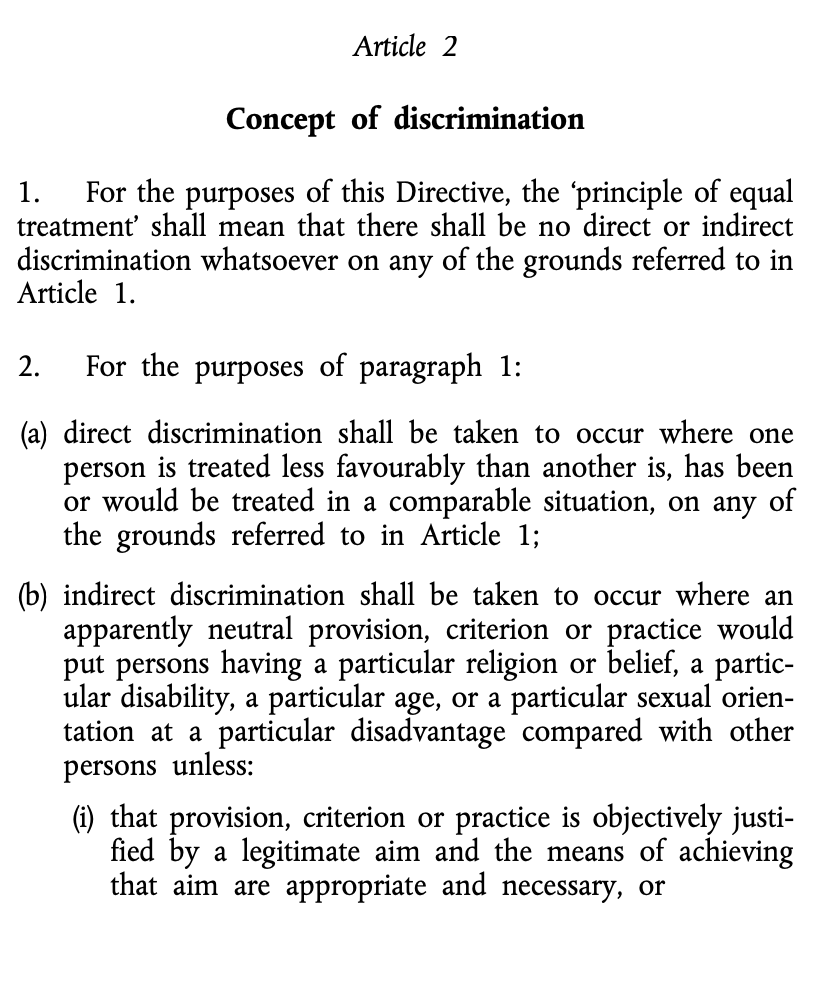 Article 2
Concept of discrimination
1. For the purposes of this Directive, the ‘principle of equal
treatment’ shall mean that there shall be no direct or indirect
discrimination whatsoever on any of the grounds referred to in
Article 1.
2. For the purposes of paragraph 1:
(a) direct discrimination shall be taken to occur where one
person is treated less favourably than another is, has been
or would be treated in a comparable situation, on any of
the grounds referred to in Article 1;
(b) indirect discrimination shall be taken to occur where an
apparently neutral provision, criterion or practice would
put persons having a particular religion or belief, a partic-
ular disability, a particular age, or a particular sexual orien-
tation at a particular disadvantage compared with other
persons unless:
(i) that provision, criterion or practice is objectively justi-
fied by a legitimate aim and the means of achieving
that aim are appropriate and necessary, or